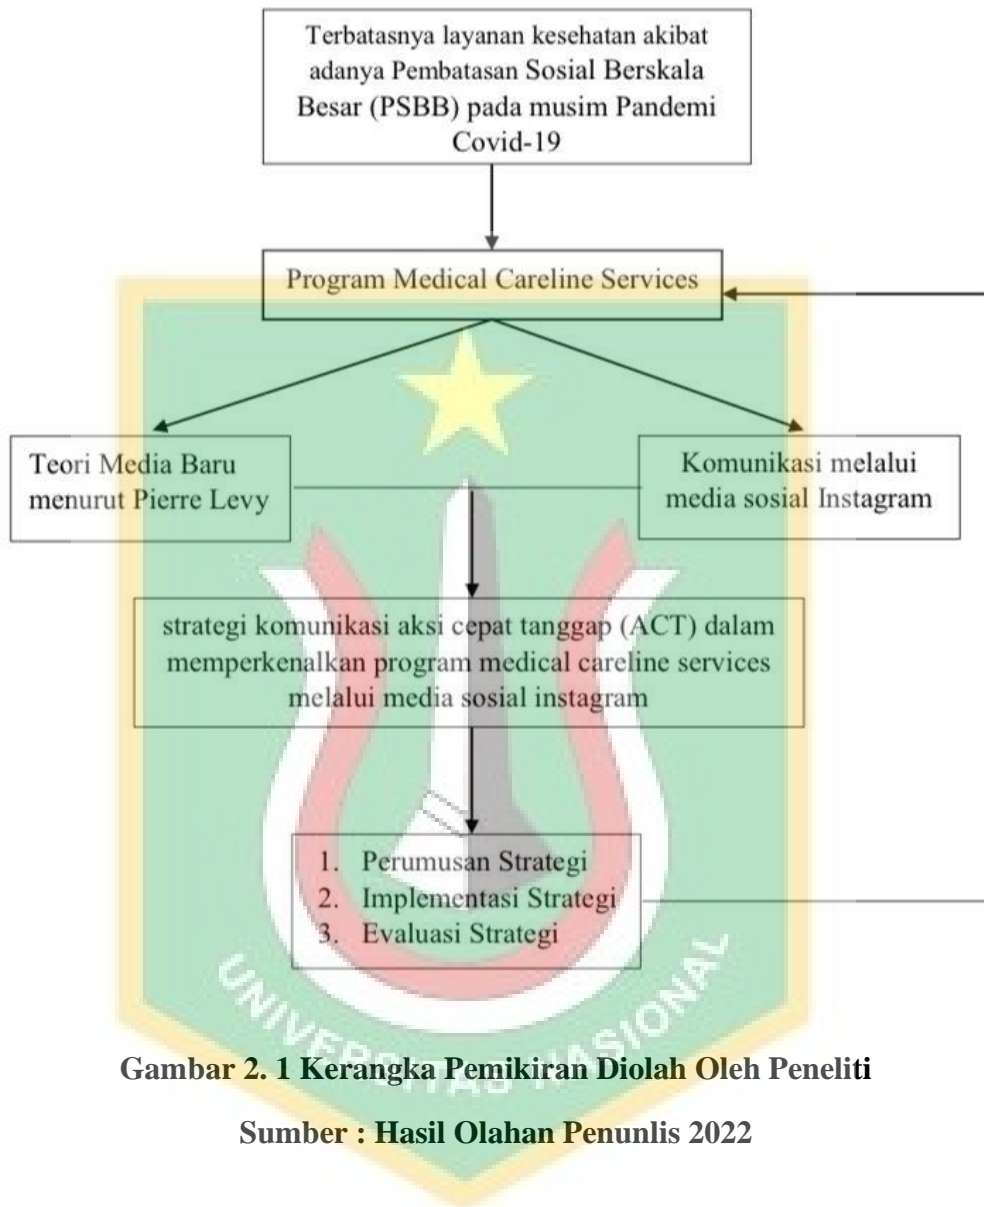 Terbatasnya layanan kesehatan akibat
adanya Pembatasan Sosial Berskala
Besar (PSBB) pada musim Pandemi
Covid-19
Program Medical Careline Services
Teori Media Baru
menurut Pierre Levy
Komunikasi melalui
media sosial Instagram
strategi komunikasi aksi cepat tanggap (ACT) dalam
memperkenalkan program medical careline services
melalui media sosial instagram
1. Perumusan Strategi
2. Implementasi Strategi
3. Evaluasi Strategi
UNIVERSITAS NASIONAL
Gambar 2. 1 Kerangka Pemikiran Diolah Oleh Peneliti
Sumber : Hasil Olahan Penunlis 2022